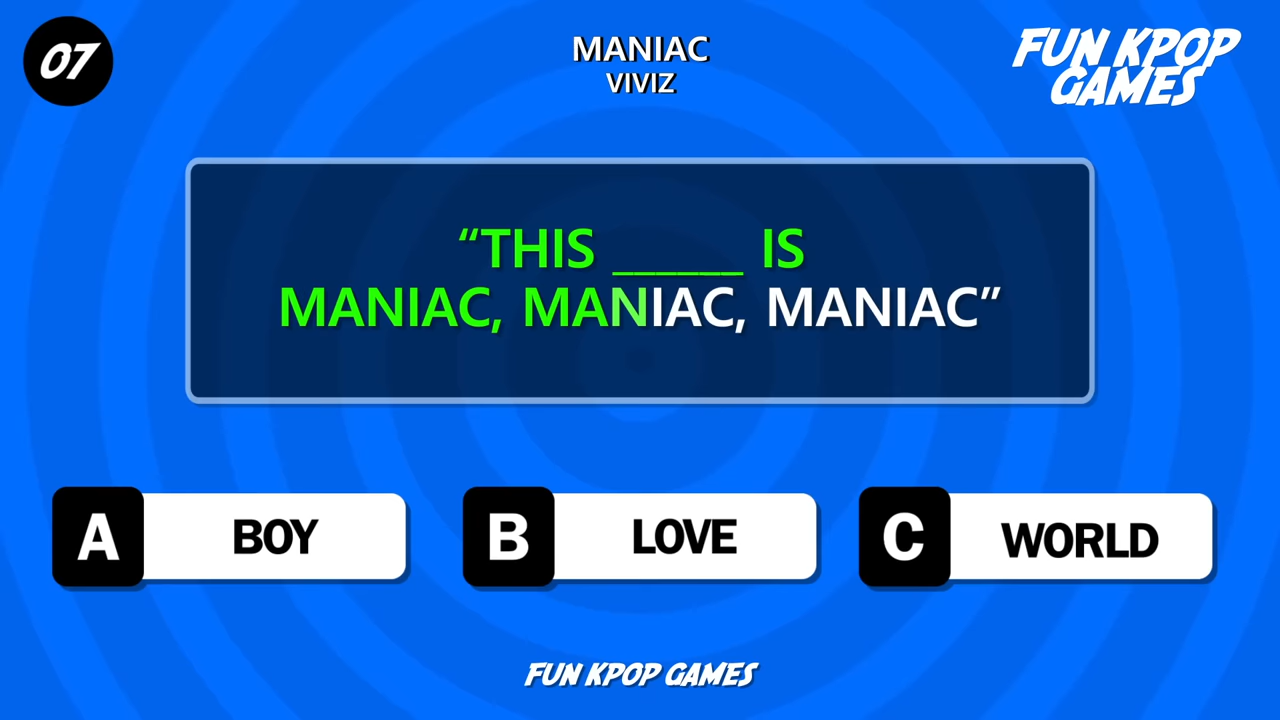 07
MANIAC
VIVIZ
FUN KPOP
GAMES
“THIS ______ IS
MANIAC, MANIAC, MANIAC”
A BOY
B LOVE
C WORLD
FUN KPOP GAMES